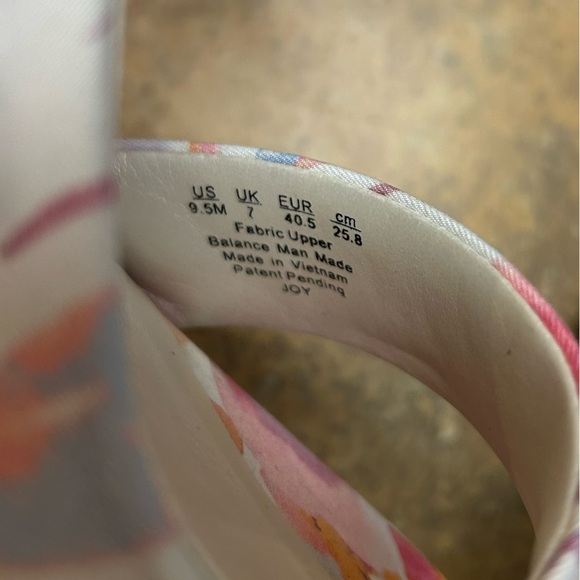 US UK EUR cm
9.5M 7 40.5 25.8
Fabric Upper
Balance Man Made
Made in Vietnam
Patent Pending
JOY